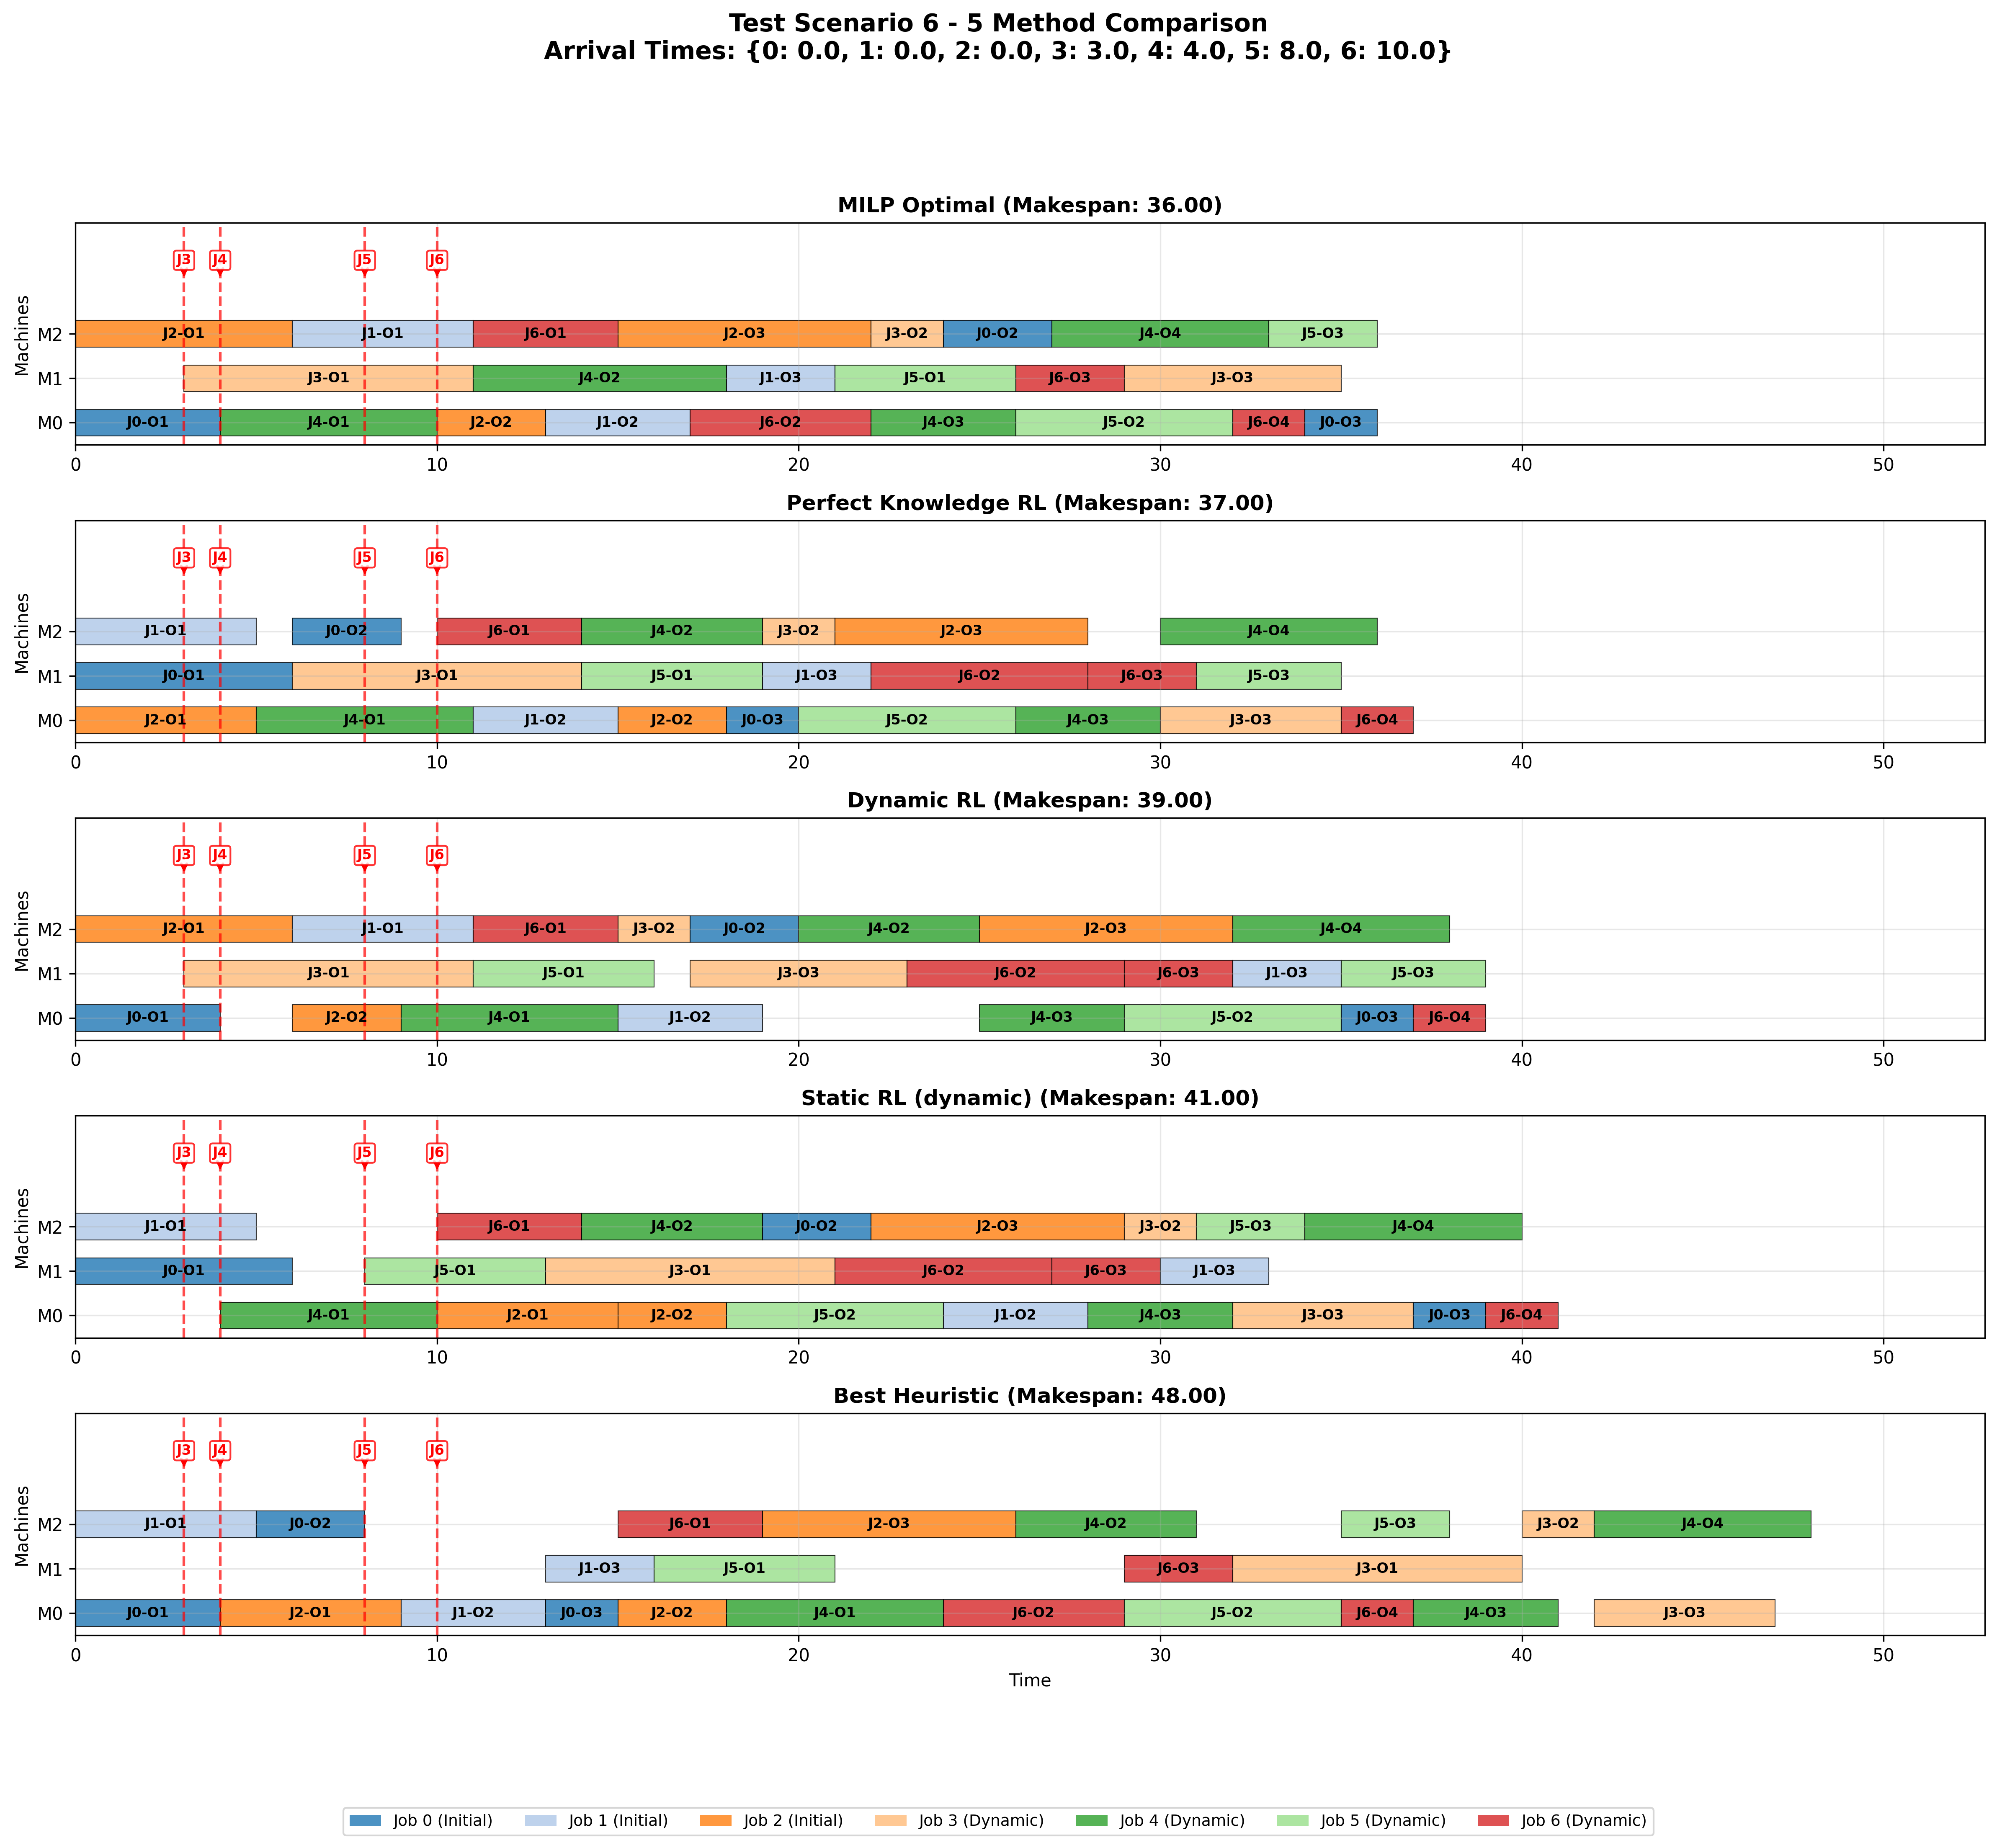 Test Scenario 6 - 5 Method Comparison
Arrival Times: {0: 0.0, 1: 0.0, 2: 0.0, 3: 3.0, 4: 4.0, 5: 8.0, 6: 10.0}
MILP Optimal (Makespan: 36.00)
J3 J4 J5 J6
Machines
M2 J2-O1 J1-O1 J6-O1 J2-O3 J3-O2 J0-O2 J4-O4 J5-O3
M1 J3-O1 J4-O2 J1-O3 J5-O1 J6-O3 J3-O3
M0 J0-O1 J4-O1 J2-O2 J1-O2 J6-O2 J4-O3 J5-O2 J6-O4 J0-O3
0 10 20 30 40 50
Perfect Knowledge RL (Makespan: 37.00)
J3 J4 J5 J6
Machines
M2 J1-O1 J0-O2 J6-O1 J4-O2 J3-O2 J2-O3 J4-O4
M1 J0-O1 J3-O1 J5-O1 J1-O3 J6-O2 J6-O3 J5-O3
M0 J2-O1 J4-O1 J1-O2 J2-O2 J0-O3 J5-O2 J4-O3 J3-O3 J6-O4
0 10 20 30 40 50
Dynamic RL (Makespan: 39.00)
J3 J4 J5 J6
Machines
M2 J2-O1 J1-O1 J6-O1 J3-O2 J0-O2 J4-O2 J2-O3 J4-O4
M1 J3-O1 J5-O1 J3-O3 J6-O2 J6-O3 J1-O3 J5-O3
M0 J0-O1 J2-O2 J4-O1 J1-O2 J4-O3 J5-O2 J0-O3 J6-O4
0 10 20 30 40 50
Static RL (dynamic) (Makespan: 41.00)
J3 J4 J5 J6
Machines
M2 J1-O1 J6-O1 J4-O2 J0-O2 J2-O3 J3-O2 J5-O3 J4-O4
M1 J0-O1 J5-O1 J3-O1 J6-O2 J6-O3 J1-O3
M0 J4-O1 J2-O1 J2-O2 J5-O2 J1-O2 J4-O3 J3-O3 J0-O3 J6-O4
0 10 20 30 40 50
Best Heuristic (Makespan: 48.00)
J3 J4 J5 J6
Machines
M2 J1-O1 J0-O2 J6-O1 J2-O3 J4-O2 J5-O3 J3-O2 J4-O4
M1 J1-O3 J5-O1 J6-O3 J3-O1
M0 J0-O1 J2-O1 J1-O2 J0-O3 J2-O2 J4-O1 J6-O2 J5-O2 J6-O4 J4-O3 J3-O3
0 10 20 30 40 50
Time
Job 0 (Initial) Job 1 (Initial) Job 2 (Initial) Job 3 (Dynamic) Job 4 (Dynamic) Job 5 (Dynamic) Job 6 (Dynamic)